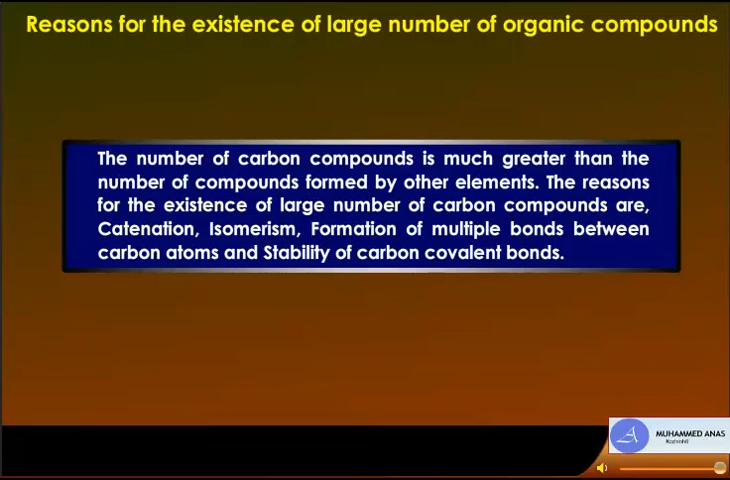 Reasons for the existence of large number of organic compounds
The number of carbon compounds is much greater than the
number of compounds formed by other elements. The reasons
for the existence of large number of carbon compounds are,
Catenation, Isomerism, Formation of multiple bonds between
carbon atoms and Stability of carbon covalent bonds.
A
MUHAMMED ANAS